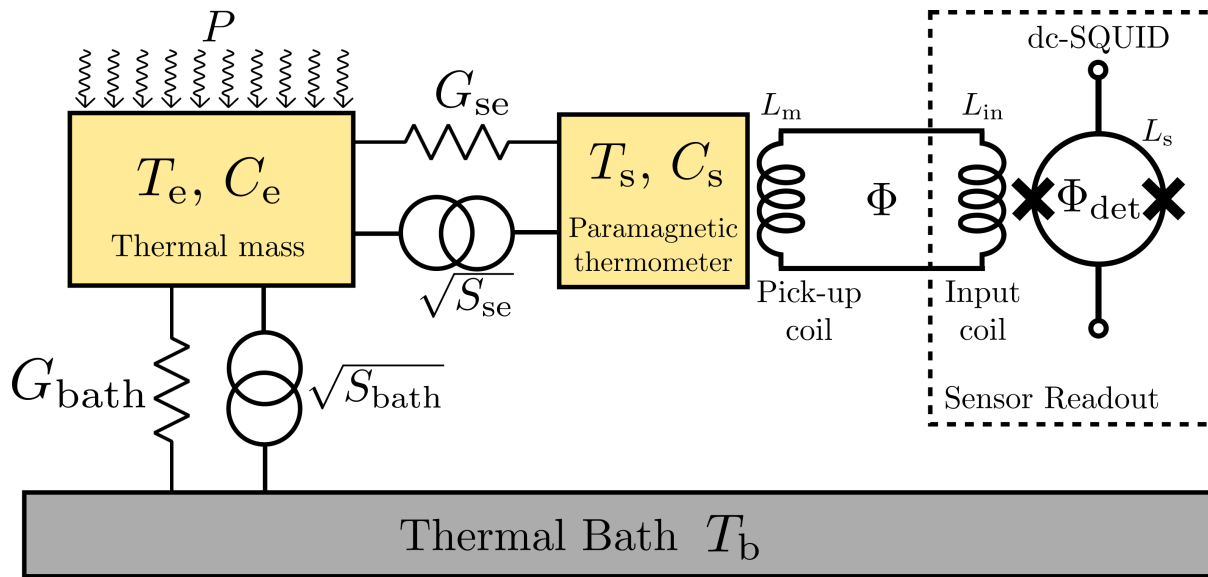 P
dc-SQUID
G_se
L_m
L_in
L_s
T_e, C_e
Thermal mass
T_s, C_s
Paramagnetic
thermometer
Φ
Φ_det
√S_se
Pick-up
coil
Input
coil
G_bath
√S_bath
Sensor Readout
Thermal Bath T_b